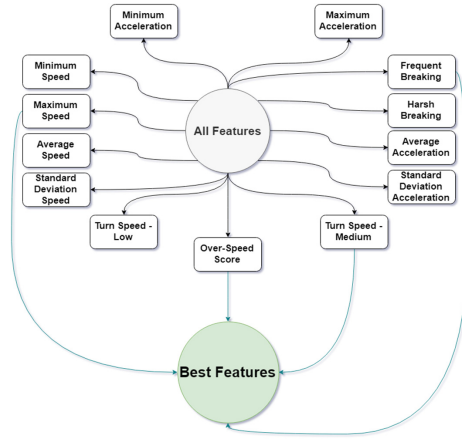 Minimum
Acceleration
Maximum
Acceleration
Minimum
Speed
Frequent
Breaking
Maximum
Speed
All Features
Harsh
Breaking
Average
Speed
Average
Acceleration
Standard
Deviation
Speed
Standard
Deviation
Acceleration
Turn Speed -
Low
Over-Speed
Score
Turn Speed -
Medium
Best Features